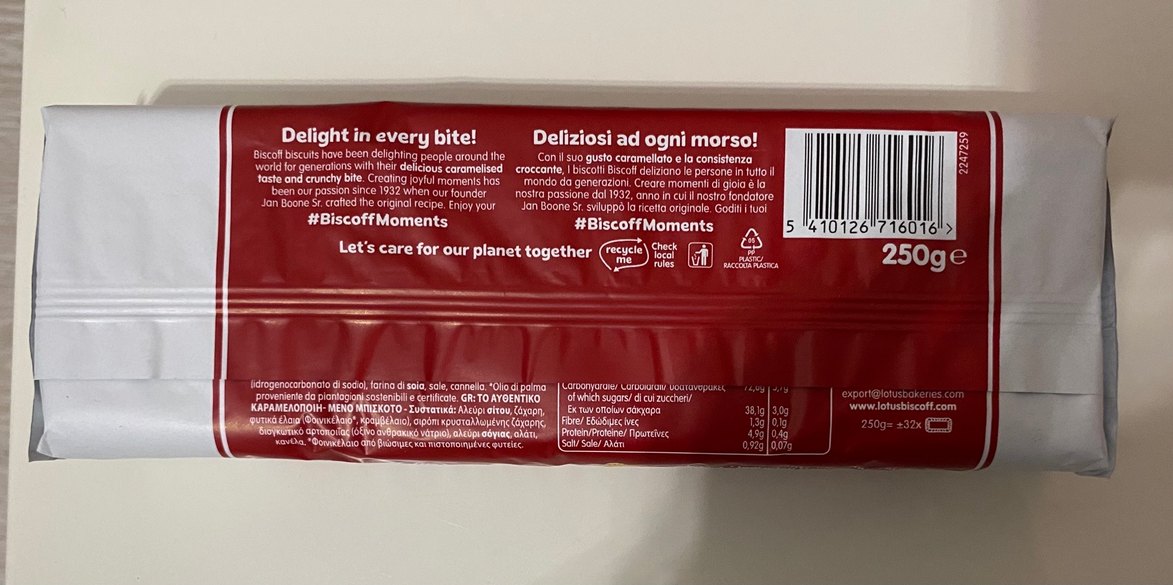 Delight in every bite!
Biscoff biscuits have been delighting people around the
world for generations with their delicious caramelised
taste and crunchy bite. Creating joyful moments has
been our passion since 1932 when our founder
Jan Boone Sr. crafted the original recipe. Enjoy your
#BiscoffMoments
Deliziosi ad ogni morso!
Con il suo gusto caramellato e la consistenza
croccante, I biscotti Biscoff deliziano le persone in tutto il
mondo da generazioni. Creare momenti di gioia è la
nostra passione dal 1932, anno in cui il nostro fondatore
Jan Boone Sr. sviluppò la ricetta originale. Goditi i tuoi
#BiscoffMoments
5 410126 716016 >
2247259
Let's care for our planet together
recycle
me
Check
local
rules
05
PP
PLASTIC/
RACCOLTA PLASTICA
250g e
(idrogenocarbonato di sodio), farina di soia, sale, cannella. *Olio di palma
proveniente da piantagioni sostenibili e certificate. GR: ΤΟ ΑΥΘΕΝΤΙΚΟ
ΚΑΡΑΜΕΛΟΠΟΙΗ- ΜΕΝΟ ΜΠΙΣΚΟΤΟ - Συστατικά: Αλεύρι σίτου, ζάχαρη,
φυτικά έλαια (Φοινικέλαιο*, κραμβέλαιο), σιρόπι κρυσταλλωμένης ζάχαρης,
διογκωτικό αρτοποιίας (όξινο ανθρακικό νάτριο), αλεύρι σόγιας, αλάτι,
κανέλα. *Φοινικέλαιο από βιώσιμες και πιστοποιημένες φυτείες.
Carbohydrate/ Carboidrati/ Υδατάνθρακες 72,6g 5,7g
of which sugars/ di cui zuccheri/
Εκ των οποίων σάκχαρα 38,1g 3,0g
Fibre/ Εδώδιμες ίνες 1,3g 0,1g
Protein/Proteine/ Πρωτεΐνες 4,9g 0,4g
Salt/ Sale/ Αλάτι 0,92g 0,07g
export@lotusbakeries.com
www.lotusbiscoff.com
250g= ±32x